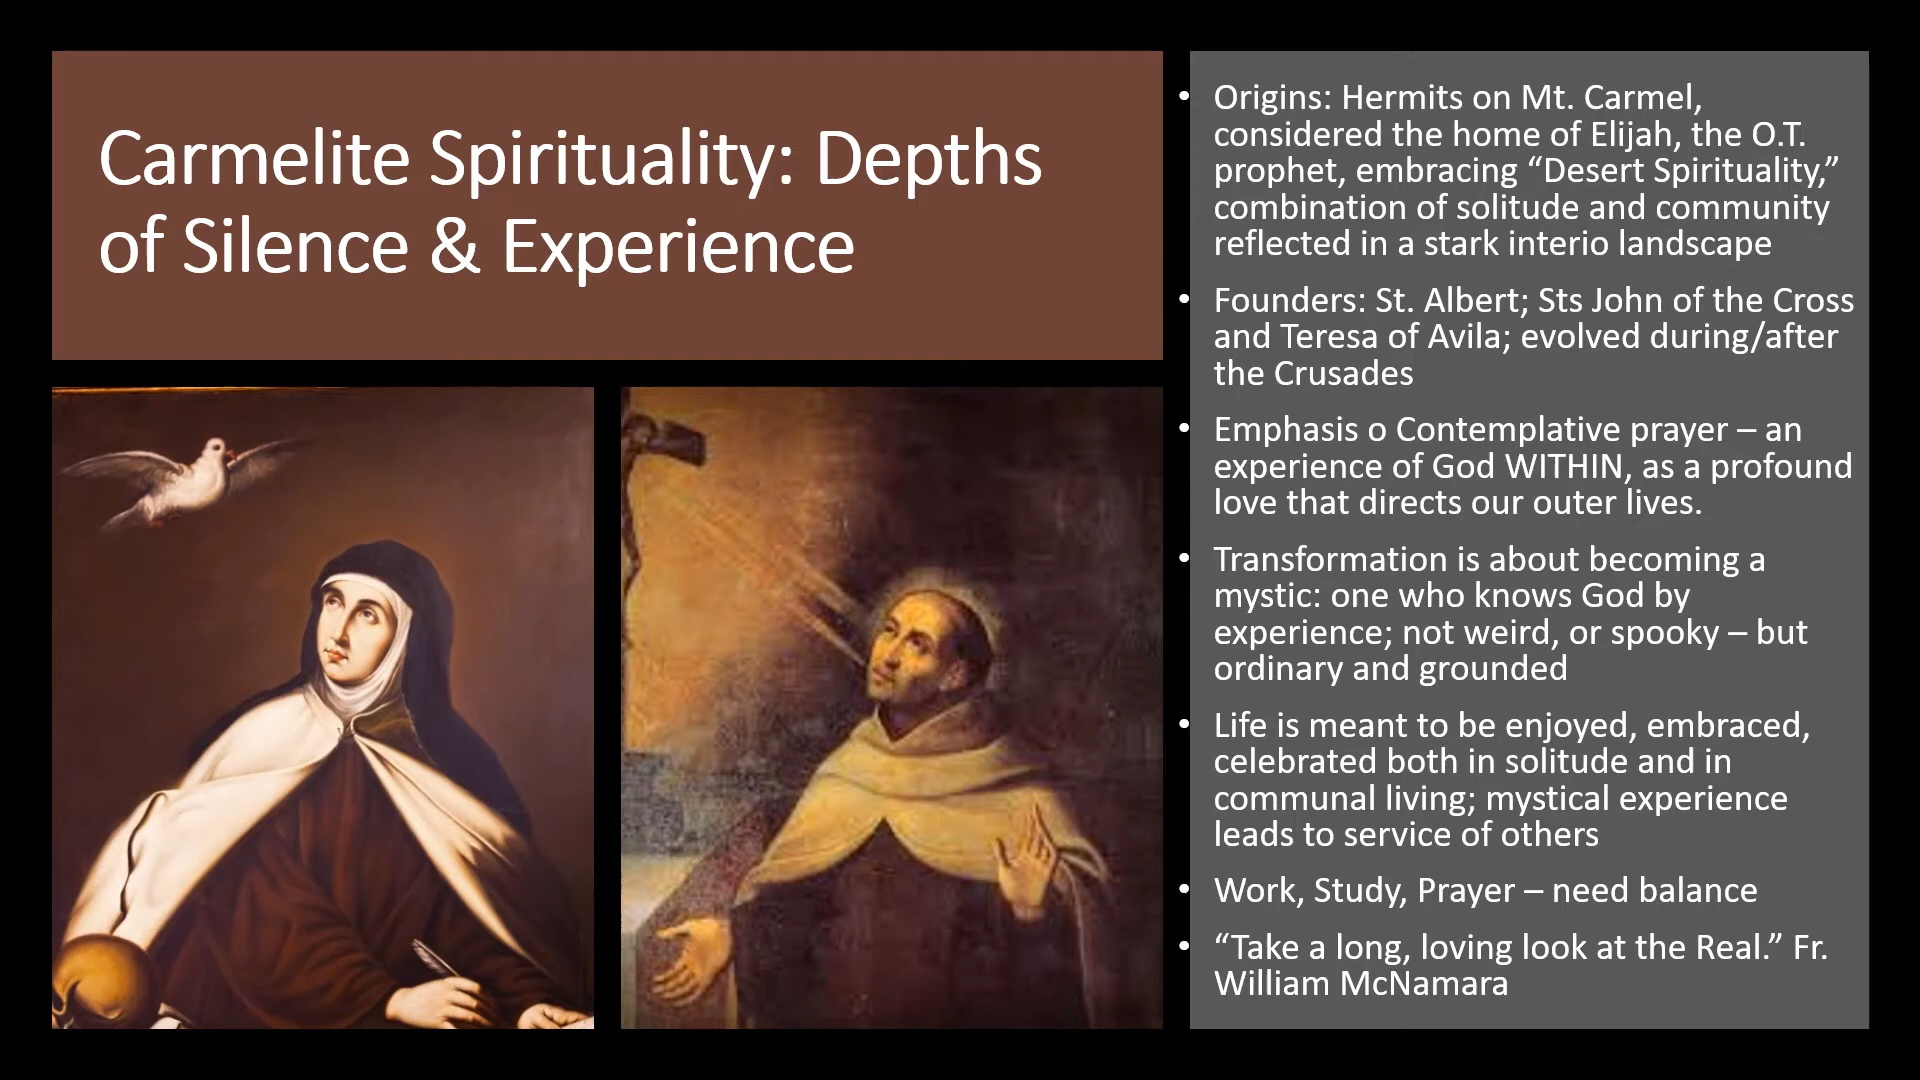 Carmelite Spirituality: Depths
of Silence & Experience
• Origins: Hermits on Mt. Carmel,
considered the home of Elijah, the O.T.
prophet, embracing “Desert Spirituality,”
combination of solitude and community
reflected in a stark interio landscape
• Founders: St. Albert; Sts John of the Cross
and Teresa of Avila; evolved during/after
the Crusades
• Emphasis o Contemplative prayer – an
experience of God WITHIN, as a profound
love that directs our outer lives.
• Transformation is about becoming a
mystic: one who knows God by
experience; not weird, or spooky – but
ordinary and grounded
• Life is meant to be enjoyed, embraced,
celebrated both in solitude and in
communal living; mystical experience
leads to service of others
• Work, Study, Prayer – need balance
• “Take a long, loving look at the Real.” Fr.
William McNamara